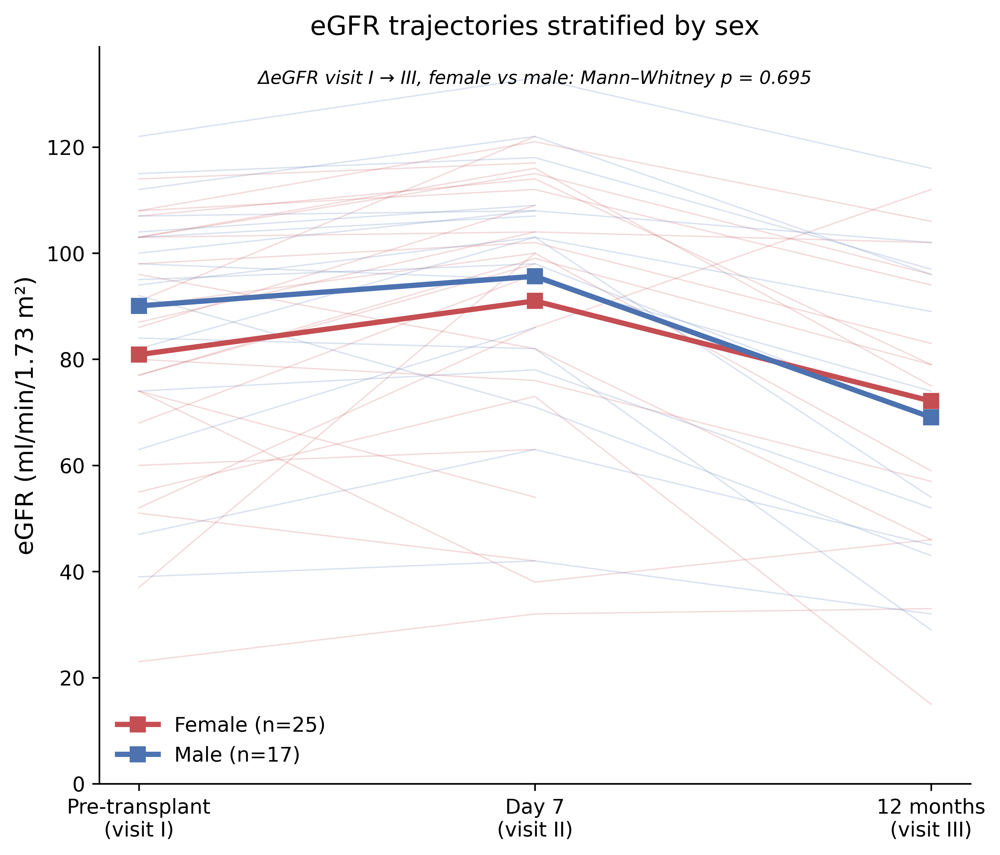 eGFR trajectories stratified by sex
ΔeGFR visit I → III, female vs male: Mann–Whitney p = 0.695
eGFR (ml/min/1.73 m²)
120
100
80
60
40
20
0
Female (n=25)
Male (n=17)
Pre-transplant
(visit I)
Day 7
(visit II)
12 months
(visit III)